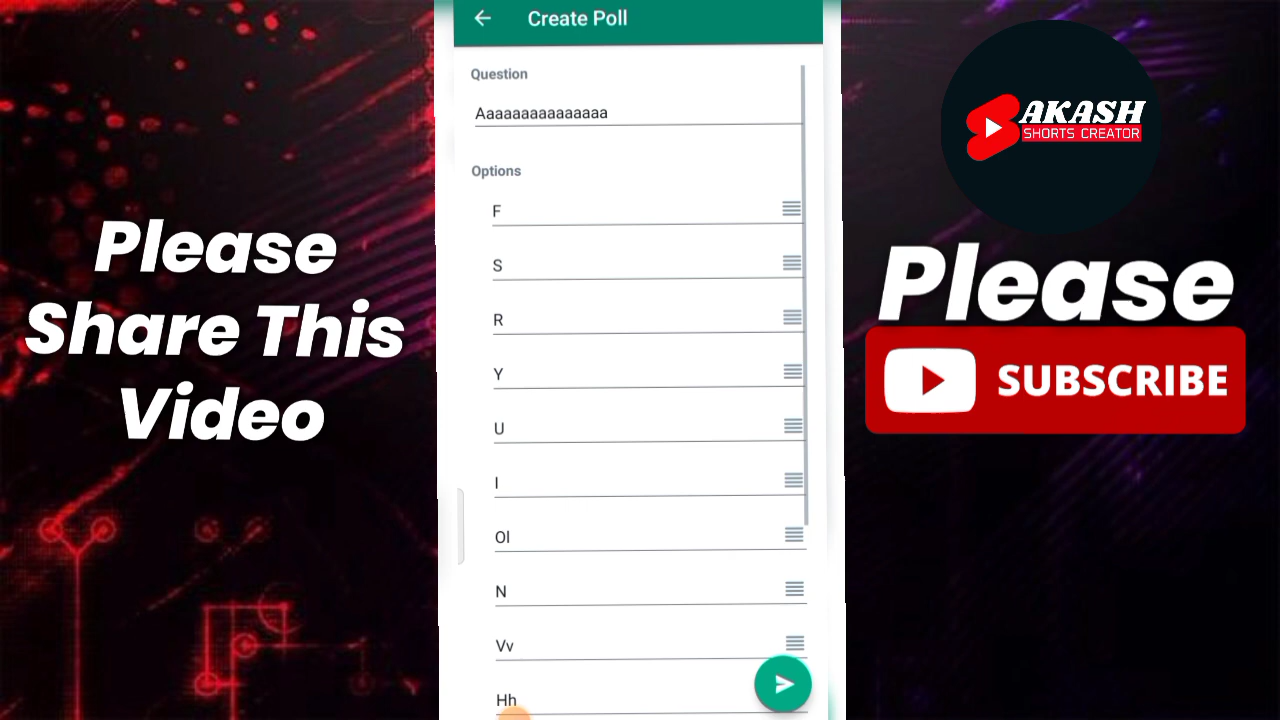 Please
Share This
Video
Create Poll
Question
Aaaaaaaaaaaaaaa
Options
F
S
R
Y
U
I
Ol
N
Vv
Hh
AKASH
SHORTS CREATOR
Please
SUBSCRIBE